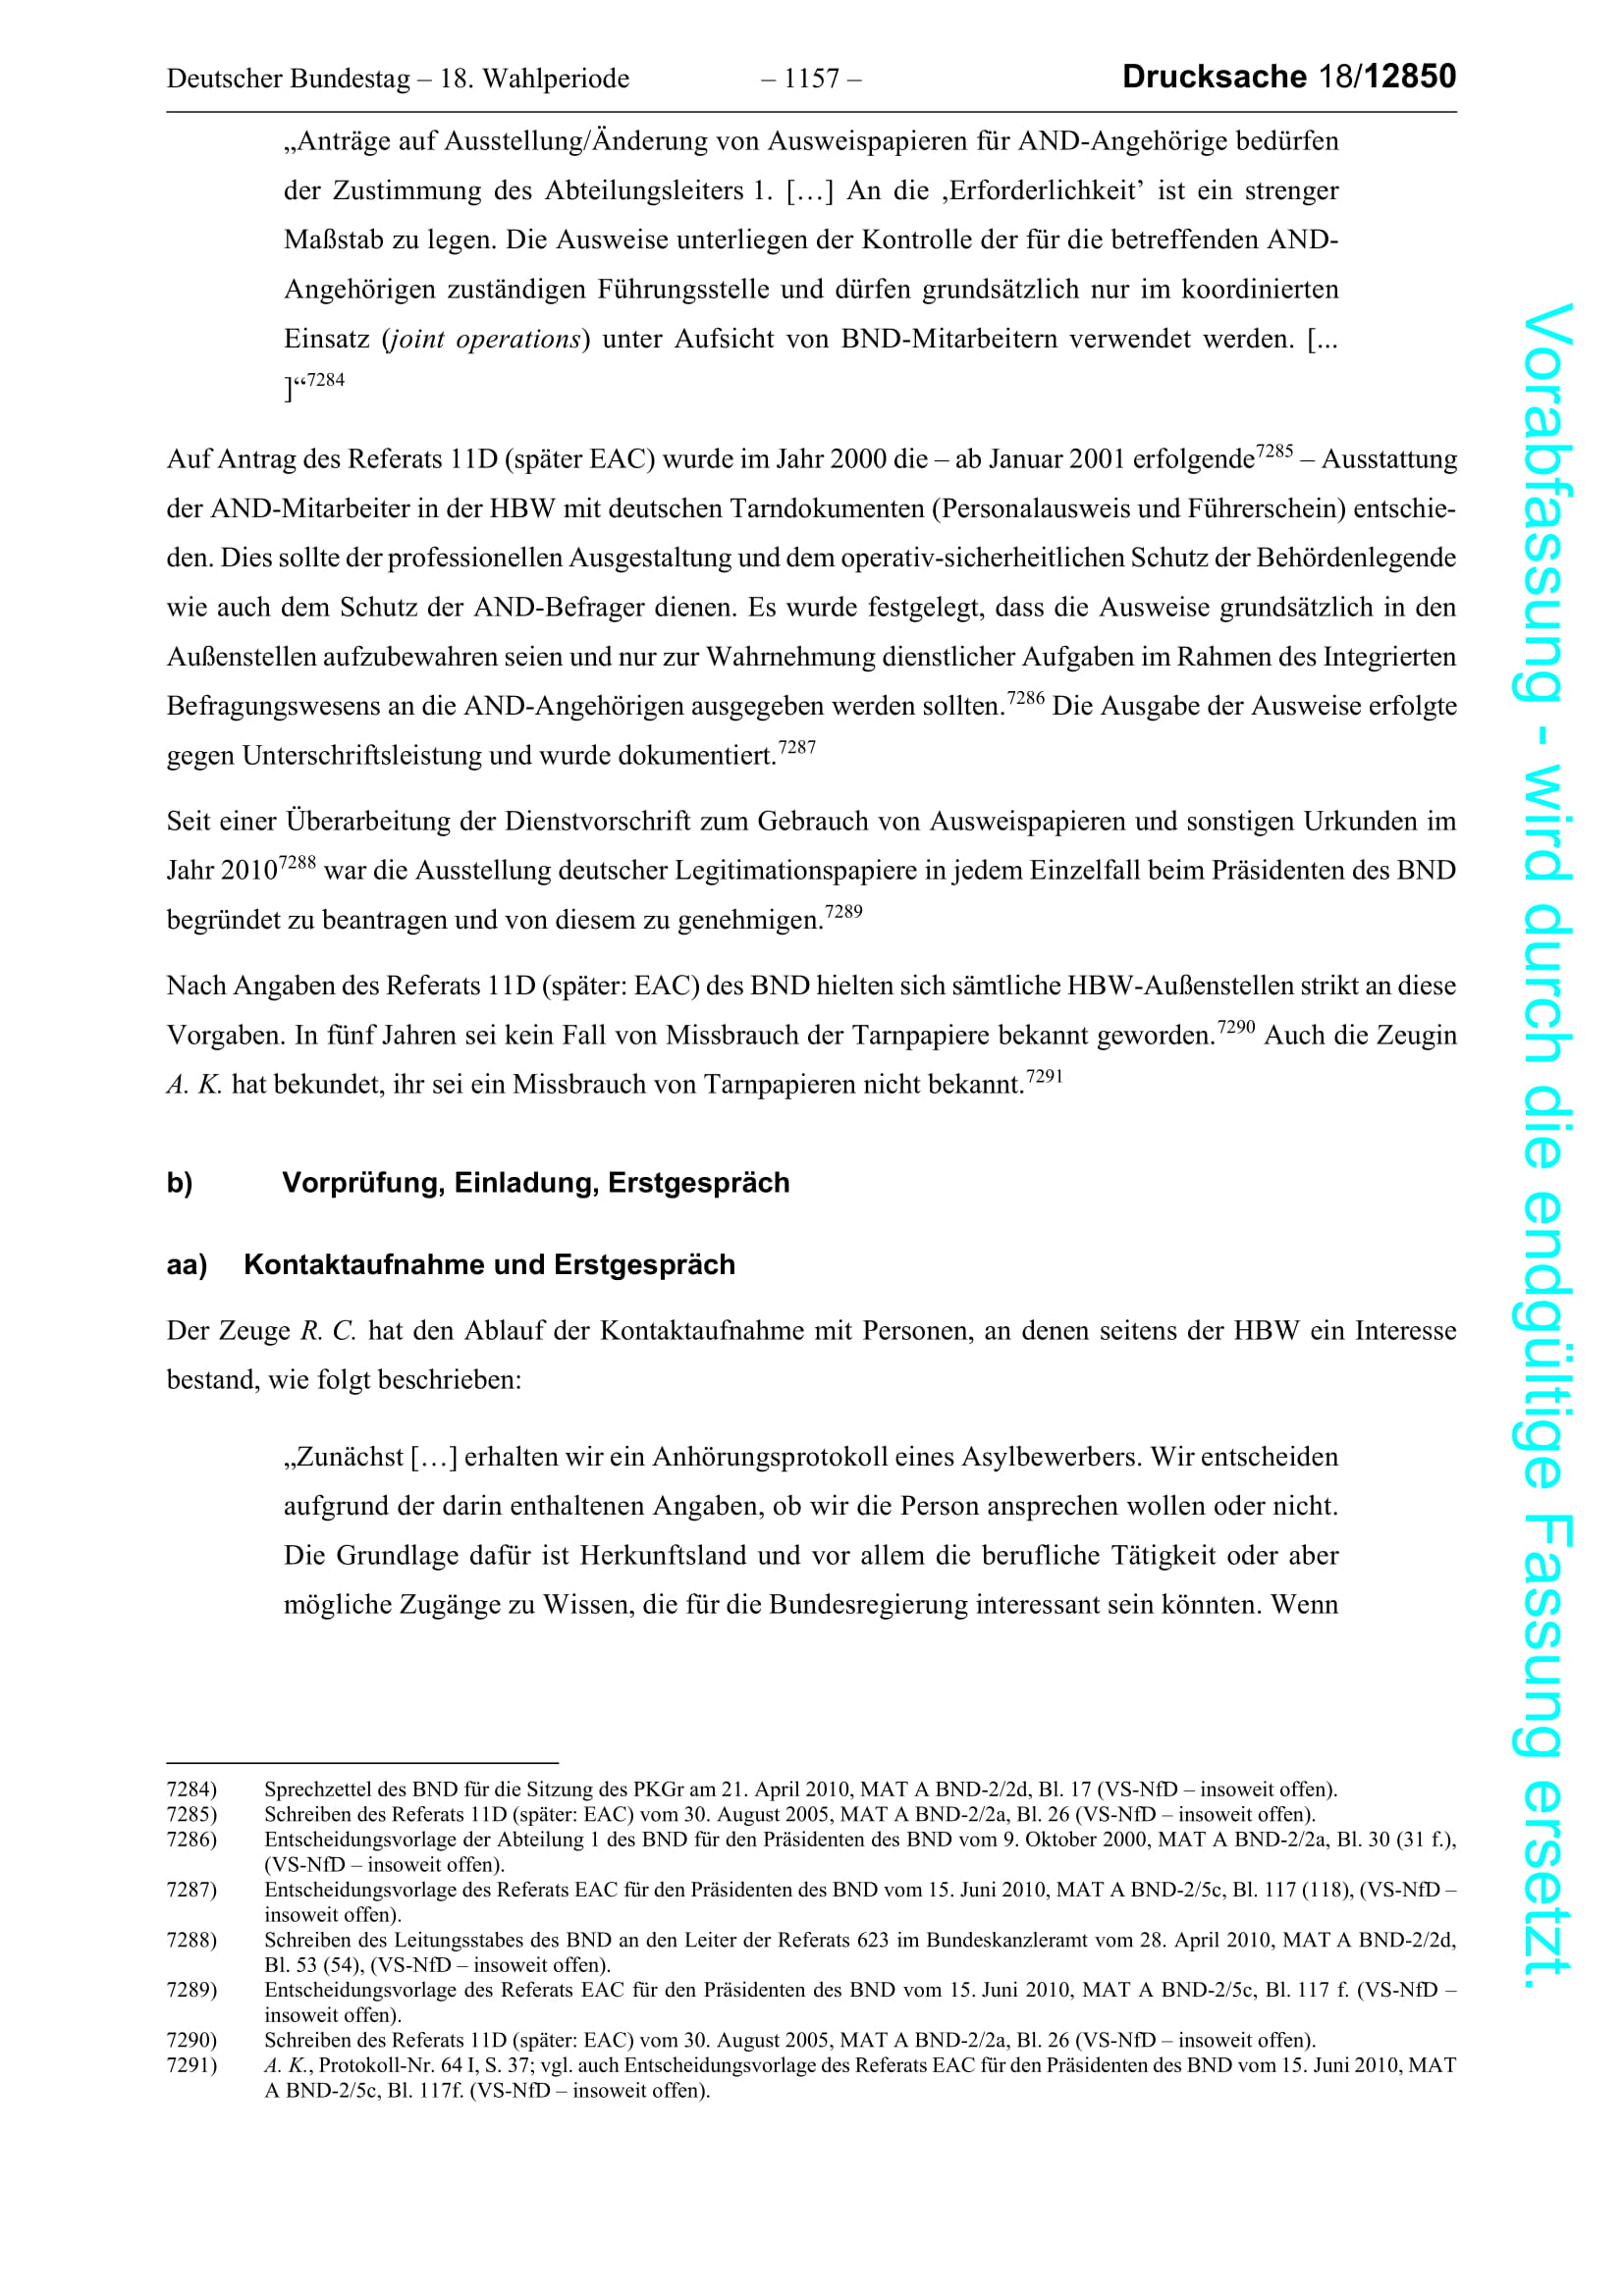 Deutscher Bundestag – 18. Wahlperiode – 1157 – Drucksache 18/12850
„Anträge auf Ausstellung/Änderung von Ausweispapieren für AND-Angehörige bedürfen
der Zustimmung des Abteilungsleiters 1. […] An die ‚Erforderlichkeit’ ist ein strenger
Maßstab zu legen. Die Ausweise unterliegen der Kontrolle der für die betreffenden AND-
Angehörigen zuständigen Führungsstelle und dürfen grundsätzlich nur im koordinierten
Einsatz (joint operations) unter Aufsicht von BND-Mitarbeitern verwendet werden. [...
]“7284
Auf Antrag des Referats 11D (später EAC) wurde im Jahr 2000 die – ab Januar 2001 erfolgende7285 – Ausstattung
der AND-Mitarbeiter in der HBW mit deutschen Tarndokumenten (Personalausweis und Führerschein) entschie-
den. Dies sollte der professionellen Ausgestaltung und dem operativ-sicherheitlichen Schutz der Behördenlegende
wie auch dem Schutz der AND-Befrager dienen. Es wurde festgelegt, dass die Ausweise grundsätzlich in den
Außenstellen aufzubewahren seien und nur zur Wahrnehmung dienstlicher Aufgaben im Rahmen des Integrierten
Befragungswesens an die AND-Angehörigen ausgegeben werden sollten.7286 Die Ausgabe der Ausweise erfolgte
gegen Unterschriftsleistung und wurde dokumentiert.7287
Seit einer Überarbeitung der Dienstvorschrift zum Gebrauch von Ausweispapieren und sonstigen Urkunden im
Jahr 20107288 war die Ausstellung deutscher Legitimationspapiere in jedem Einzelfall beim Präsidenten des BND
begründet zu beantragen und von diesem zu genehmigen.7289
Nach Angaben des Referats 11D (später: EAC) des BND hielten sich sämtliche HBW-Außenstellen strikt an diese
Vorgaben. In fünf Jahren sei kein Fall von Missbrauch der Tarnpapiere bekannt geworden.7290 Auch die Zeugin
A. K. hat bekundet, ihr sei ein Missbrauch von Tarnpapieren nicht bekannt.7291
b) Vorprüfung, Einladung, Erstgespräch
aa) Kontaktaufnahme und Erstgespräch
Der Zeuge R. C. hat den Ablauf der Kontaktaufnahme mit Personen, an denen seitens der HBW ein Interesse
bestand, wie folgt beschrieben:
„Zunächst […] erhalten wir ein Anhörungsprotokoll eines Asylbewerbers. Wir entscheiden
aufgrund der darin enthaltenen Angaben, ob wir die Person ansprechen wollen oder nicht.
Die Grundlage dafür ist Herkunftsland und vor allem die berufliche Tätigkeit oder aber
mögliche Zugänge zu Wissen, die für die Bundesregierung interessant sein könnten. Wenn
7284) Sprechzettel des BND für die Sitzung des PKGr am 21. April 2010, MAT A BND-2/2d, Bl. 17 (VS-NfD – insoweit offen).
7285) Schreiben des Referats 11D (später: EAC) vom 30. August 2005, MAT A BND-2/2a, Bl. 26 (VS-NfD – insoweit offen).
7286) Entscheidungsvorlage der Abteilung 1 des BND für den Präsidenten des BND vom 9. Oktober 2000, MAT A BND-2/2a, Bl. 30 (31 f.),
(VS-NfD – insoweit offen).
7287) Entscheidungsvorlage des Referats EAC für den Präsidenten des BND vom 15. Juni 2010, MAT A BND-2/5c, Bl. 117 (118), (VS-NfD –
insoweit offen).
7288) Schreiben des Leitungsstabes des BND an den Leiter der Referats 623 im Bundeskanzleramt vom 28. April 2010, MAT A BND-2/2d,
Bl. 53 (54), (VS-NfD – insoweit offen).
7289) Entscheidungsvorlage des Referats EAC für den Präsidenten des BND vom 15. Juni 2010, MAT A BND-2/5c, Bl. 117 f. (VS-NfD –
insoweit offen).
7290) Schreiben des Referats 11D (später: EAC) vom 30. August 2005, MAT A BND-2/2a, Bl. 26 (VS-NfD – insoweit offen).
7291) A. K., Protokoll-Nr. 64 I, S. 37; vgl. auch Entscheidungsvorlage des Referats EAC für den Präsidenten des BND vom 15. Juni 2010, MAT
A BND-2/5c, Bl. 117f. (VS-NfD – insoweit offen).
Vorabfassung - wird durch die endgültige Fassung ersetzt.